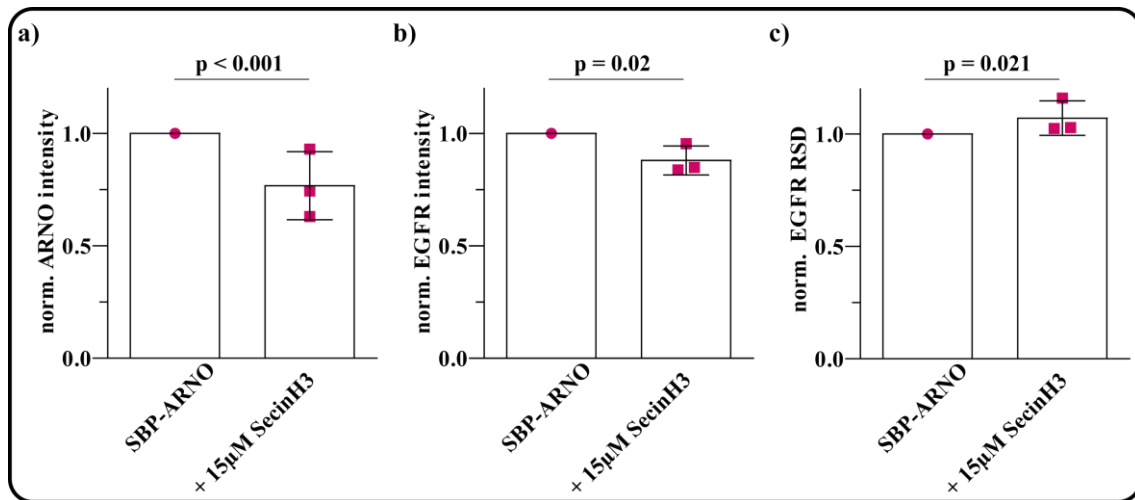 a)
p < 0.001
norm. ARNO intensity
1.0
0.5
0.0
SBP-ARNO
+ 15µM SecinH3
b)
p = 0.02
norm. EGFR intensity
1.0
0.5
0.0
SBP-ARNO
+ 15µM SecinH3
c)
p = 0.021
norm. EGFR RSD
1.0
0.5
0.0
SBP-ARNO
+ 15µM SecinH3